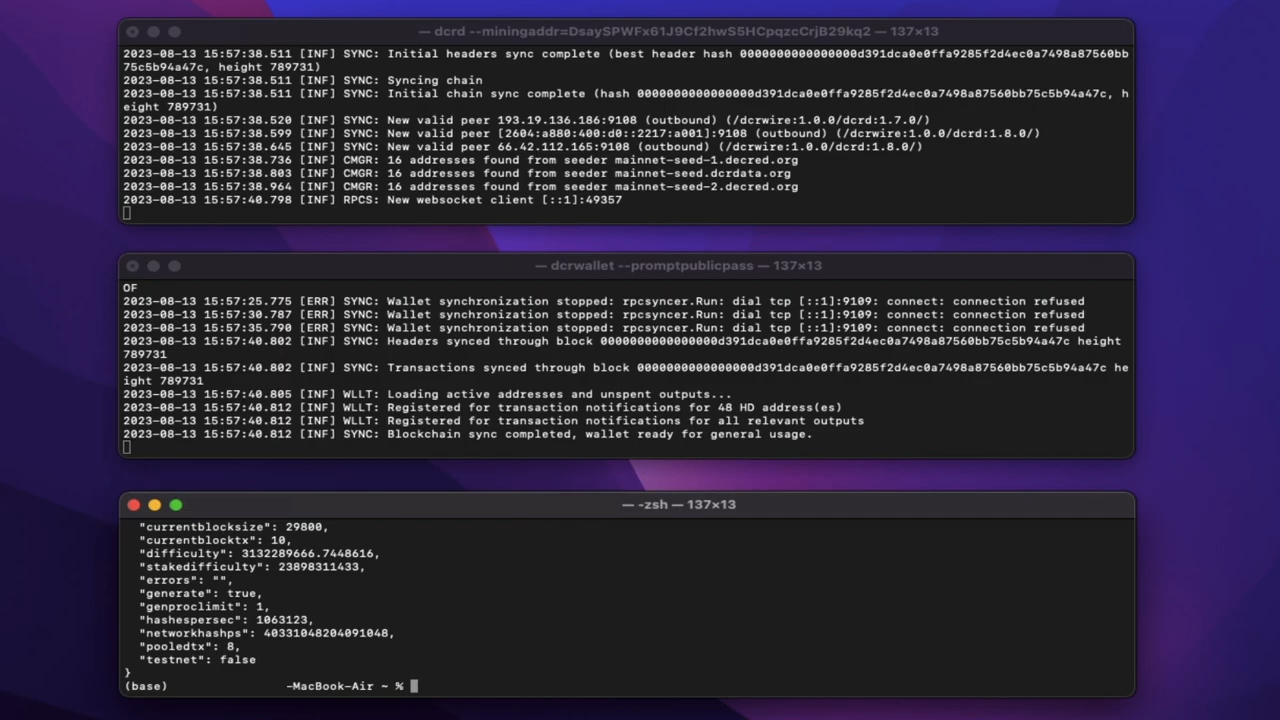 — dcrd --miningaddr=DsaySPWFx61J9Cf2hwS5HCpqzcCrjB29kq2 — 137×13
2023-08-13 15:57:38.511 [INF] SYNC: Initial headers sync complete (best header hash 0000000000000000d391dca0e0ffa9285f2d4ec0a7498a87560bb
75c5b94a47c, height 789731)
2023-08-13 15:57:38.511 [INF] SYNC: Syncing chain
2023-08-13 15:57:38.511 [INF] SYNC: Initial chain sync complete (hash 0000000000000000d391dca0e0ffa9285f2d4ec0a7498a87560bb75c5b94a47c, h
eight 789731)
2023-08-13 15:57:38.520 [INF] SYNC: New valid peer 193.19.136.186:9108 (outbound) (/dcrwire:1.0.0/dcrd:1.7.0/)
2023-08-13 15:57:38.599 [INF] SYNC: New valid peer [2604:a880:400:d0::2217:a001]:9108 (outbound) (/dcrwire:1.0.0/dcrd:1.8.0/)
2023-08-13 15:57:38.645 [INF] SYNC: New valid peer 66.42.112.165:9108 (outbound) (/dcrwire:1.0.0/dcrd:1.8.0/)
2023-08-13 15:57:38.736 [INF] CMGR: 16 addresses found from seeder mainnet-seed-1.decred.org
2023-08-13 15:57:38.803 [INF] CMGR: 16 addresses found from seeder mainnet-seed.dcrdata.org
2023-08-13 15:57:38.964 [INF] CMGR: 16 addresses found from seeder mainnet-seed-2.decred.org
2023-08-13 15:57:40.798 [INF] RPCS: New websocket client [::1]:49357
— dcrwallet --promptpublicpass — 137×13
OF
2023-08-13 15:57:25.775 [ERR] SYNC: Wallet synchronization stopped: rpcsyncer.Run: dial tcp [::1]:9109: connect: connection refused
2023-08-13 15:57:30.787 [ERR] SYNC: Wallet synchronization stopped: rpcsyncer.Run: dial tcp [::1]:9109: connect: connection refused
2023-08-13 15:57:35.790 [ERR] SYNC: Wallet synchronization stopped: rpcsyncer.Run: dial tcp [::1]:9109: connect: connection refused
2023-08-13 15:57:40.802 [INF] SYNC: Headers synced through block 0000000000000000d391dca0e0ffa9285f2d4ec0a7498a87560bb75c5b94a47c height
789731
2023-08-13 15:57:40.802 [INF] SYNC: Transactions synced through block 0000000000000000d391dca0e0ffa9285f2d4ec0a7498a87560bb75c5b94a47c he
ight 789731
2023-08-13 15:57:40.805 [INF] WLLT: Loading active addresses and unspent outputs...
2023-08-13 15:57:40.812 [INF] WLLT: Registered for transaction notifications for 48 HD address(es)
2023-08-13 15:57:40.812 [INF] WLLT: Registered for transaction notifications for all relevant outputs
2023-08-13 15:57:40.812 [INF] SYNC: Blockchain sync completed, wallet ready for general usage.
— -zsh — 137×13
"currentblocksize": 29800,
"currentblocktx": 10,
"difficulty": 3132289666.7448616,
"stakedifficulty": 23898311433,
"errors": "",
"generate": true,
"genproclimit": 1,
"hashespersec": 1063123,
"networkhashps": 40331048204091048,
"pooledtx": 8,
"testnet": false
}
(base) -MacBook-Air ~ %